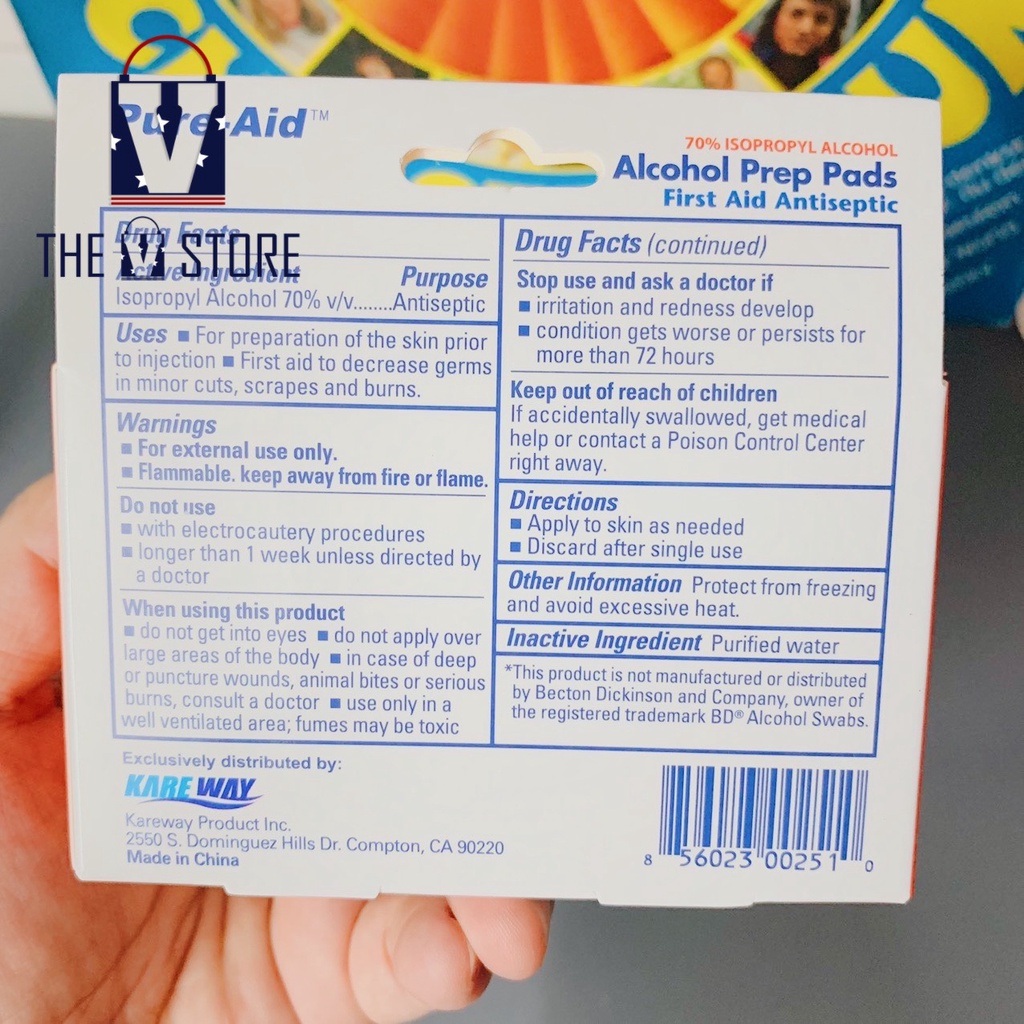 Pure-Aid™
V
THE V STORE
70% ISOPROPYL ALCOHOL
Alcohol Prep Pads
First Aid Antiseptic
Drug Facts
Active Ingredient Purpose
Isopropyl Alcohol 70% v/v........Antiseptic
Uses ■ For preparation of the skin prior
to injection ■ First aid to decrease germs
in minor cuts, scrapes and burns.
Warnings
■ For external use only.
■ Flammable. keep away from fire or flame.
Do not use
■ with electrocautery procedures
■ longer than 1 week unless directed by
a doctor
When using this product
■ do not get into eyes ■ do not apply over
large areas of the body ■ in case of deep
or puncture wounds, animal bites or serious
burns, consult a doctor ■ use only in a
well ventilated area; fumes may be toxic
Drug Facts (continued)
Stop use and ask a doctor if
■ irritation and redness develop
■ condition gets worse or persists for
more than 72 hours
Keep out of reach of children
If accidentally swallowed, get medical
help or contact a Poison Control Center
right away.
Directions
■ Apply to skin as needed
■ Discard after single use
Other Information Protect from freezing
and avoid excessive heat.
Inactive Ingredient Purified water
*This product is not manufactured or distributed
by Becton Dickinson and Company, owner of
the registered trademark BD® Alcohol Swabs.
Exclusively distributed by:
KAREWAY
Kareway Product Inc.
2550 S. Dominguez Hills Dr. Compton, CA 90220
Made in China
8 56023 00251 0